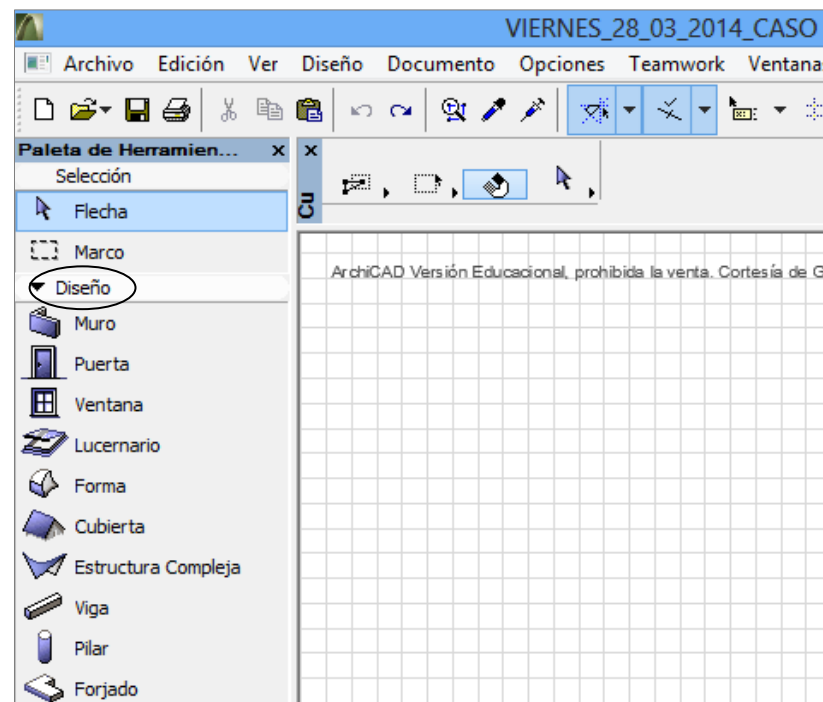 VIERNES_28_03_2014_CASO
Archivo Edición Ver Diseño Documento Opciones Teamwork Ventana
Paleta de Herramien... x x
Selección
Cu
Flecha
Marco
ArchiCAD Versión Educacional, prohibida la venta. Cortesía de G
Diseño
Muro
Puerta
Ventana
Lucernario
Forma
Cubierta
Estructura Compleja
Viga
Pilar
Forjado